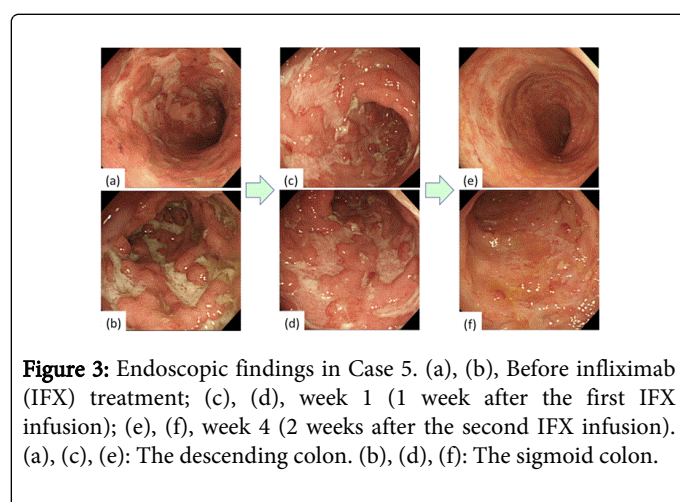 (a)
(c)
(e)
(b)
(d)
(f)
Figure 3: Endoscopic findings in Case 5. (a), (b), Before infliximab
(IFX) treatment; (c), (d), week 1 (1 week after the first IFX
infusion); (e), (f), week 4 (2 weeks after the second IFX infusion).
(a), (c), (e): The descending colon. (b), (d), (f): The sigmoid colon.